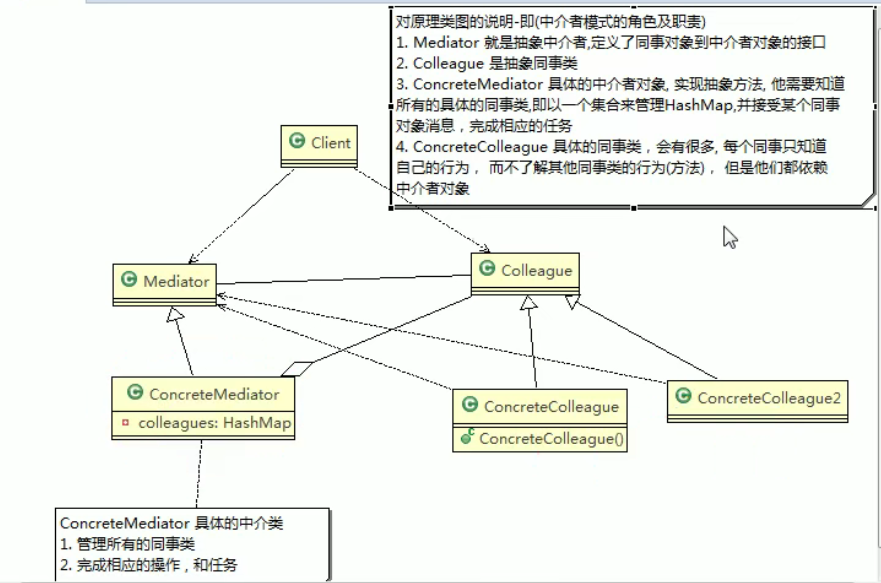 对原理类图的说明-即(中介者模式的角色及职责)
1. Mediator 就是抽象中介者,定义了同事对象到中介者对象的接口
2. Colleague 是抽象同事类
3. ConcreteMediator 具体的中介者对象, 实现抽象方法, 他需要知道
所有的具体的同事类,即以一个集合来管理HashMap,并接受某个同事
对象消息，完成相应的任务
4. ConcreteColleague 具体的同事类，会有很多, 每个同事只知道
自己的行为， 而不了解其他同事类的行为(方法)， 但是他们都依赖
中介者对象
C Client
C Mediator
C Colleague
C ConcreteMediator
colleagues: HashMap
C ConcreteColleague
C ConcreteColleague()
C ConcreteColleague2
ConcreteMediator 具体的中介类
1. 管理所有的同事类
2. 完成相应的操作，和任务